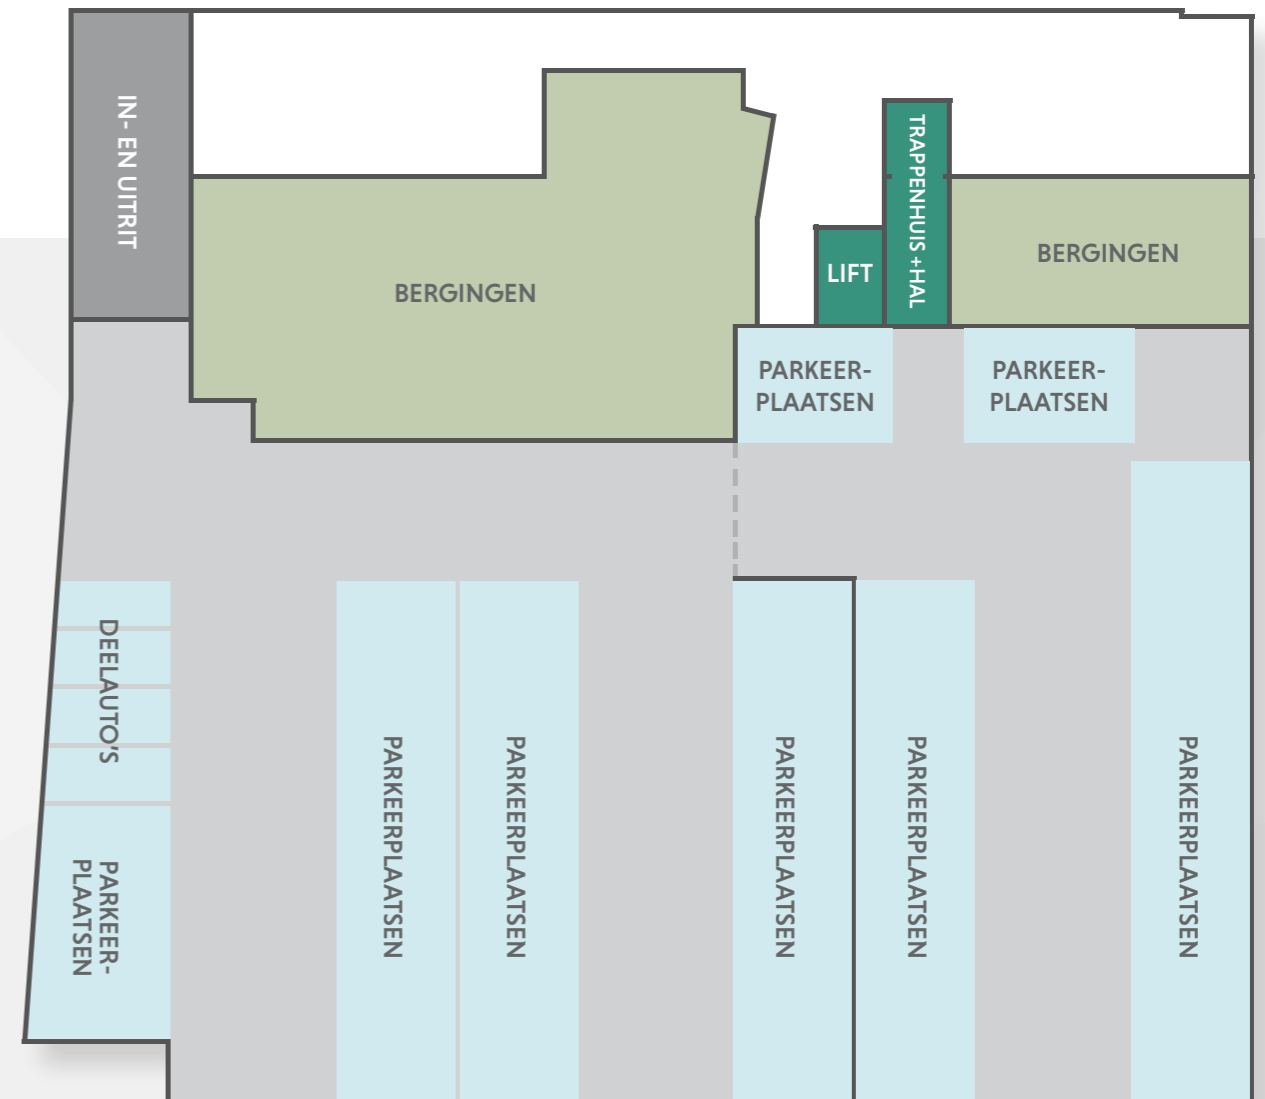 IN- EN UITRIT
BERGINGEN
LIFT
TRAPPENHUIS +HAL
BERGINGEN
PARKEER-
PLAATSEN
PARKEER-
PLAATSEN
DEELAUTO'S
PARKEER-
PLAATSEN
PARKEERPLAATSEN
PARKEERPLAATSEN
PARKEERPLAATSEN
PARKEERPLAATSEN
PARKEERPLAATSEN